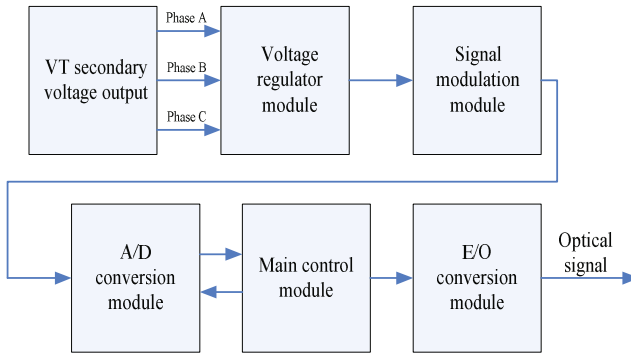 Phase A
Phase B
Phase C
VT secondary
voltage output
Voltage
regulator
module
Signal
modulation
module
A/D
conversion
module
Main control
module
E/O
conversion
module
Optical
signal